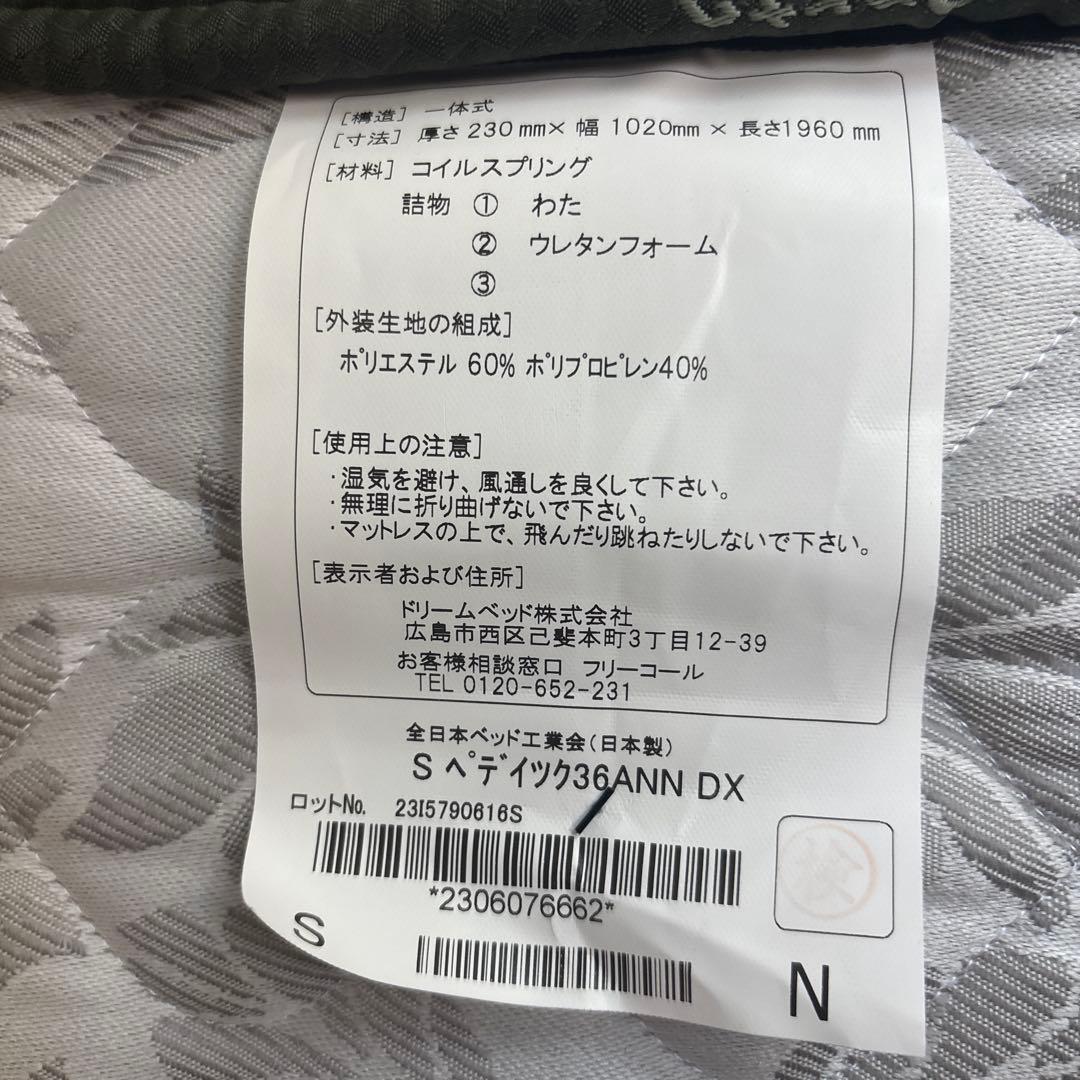 [構造] 一体式
[寸法] 厚さ 230 mm× 幅 1020mm × 長さ1960 mm
[材料] コイルスプリング
詰物 ① わた
② ウレタンフォーム
③
[外装生地の組成]
ポリエステル 60% ポリプロピレン40%
[使用上の注意]
・湿気を避け、風通しを良くして下さい。
・無理に折り曲げないで下さい。
・マットレスの上で、飛んだり跳ねたりしないで下さい。
[表示者および住所]
ドリームベッド株式会社
広島市西区己斐本町3丁目12-39
お客様相談窓口 フリーコール
TEL 0120-652-231
全日本ベッド工業会(日本製)
S ペデイツク36ANN DX
ロットNo. 23I5790616S
*2306076662*
検
S
N